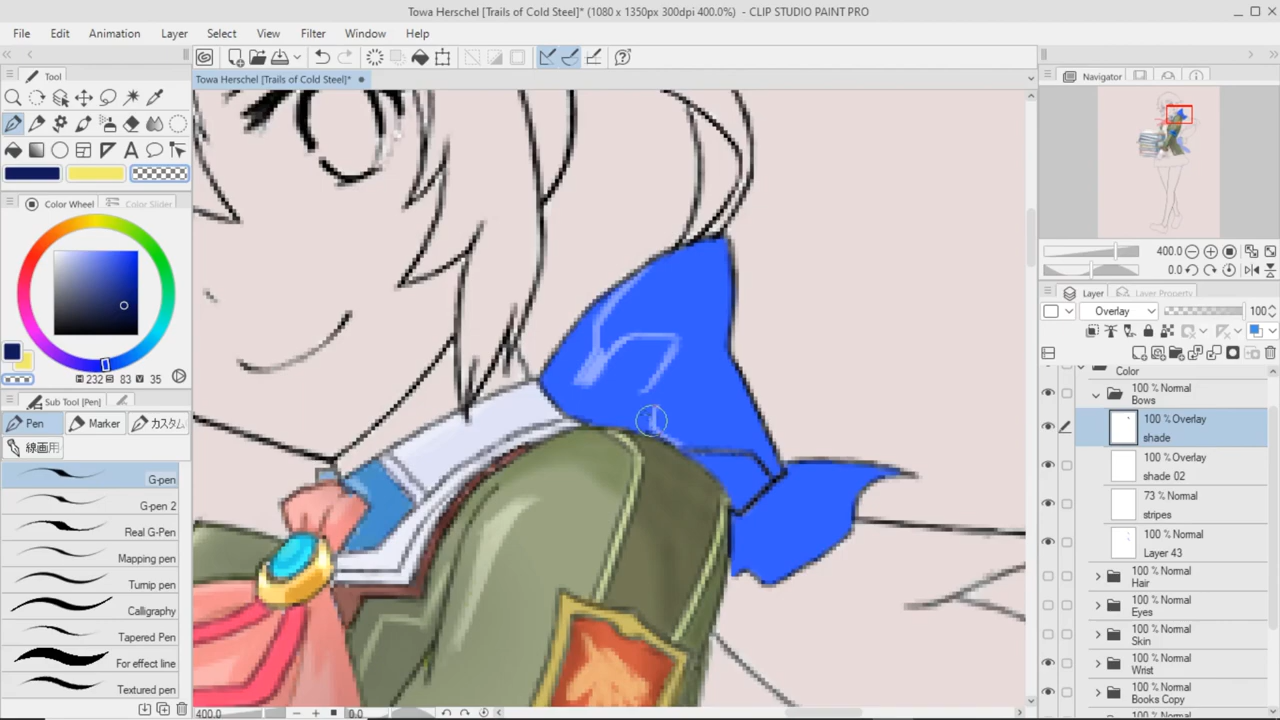 Towa Herschel [Trails of Cold Steel]* (1080 x 1350px 300dpi 400.0%) - CLIP STUDIO PAINT PRO
File Edit Animation Layer Select View Filter Window Help
Towa Herschel [Trails of Cold Steel]*
Tool
Color Wheel Color Slider
232 83 35
Sub Tool [Pen]
Pen Marker カスタム
線画用
G-pen
G-pen 2
Real G-Pen
Mapping pen
Turnip pen
Calligraphy
Tapered Pen
For effect line
Textured pen
400.0 0.0
Navigator
400.0
0.0
Layer Layer Property
Overlay 100
Color
100 % Normal
Bows
100 % Overlay
shade
100 % Overlay
shade 02
73 % Normal
stripes
100 % Normal
Layer 43
100 % Normal
Hair
100 % Normal
Eyes
100 % Normal
Skin
100 % Normal
Wrist
100 % Normal
Books Copy
100 % Normal